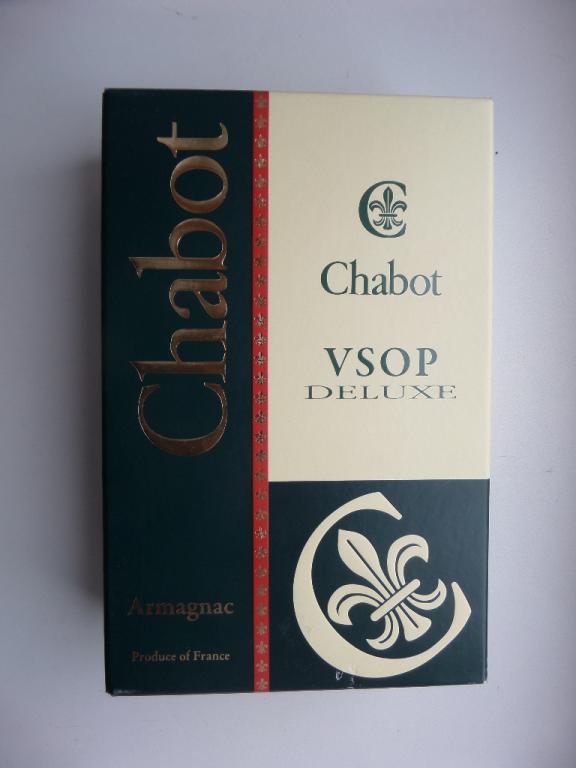 Chabot
Armagnac
Produce of France
C
Chabot
VSOP
DELUXE
C